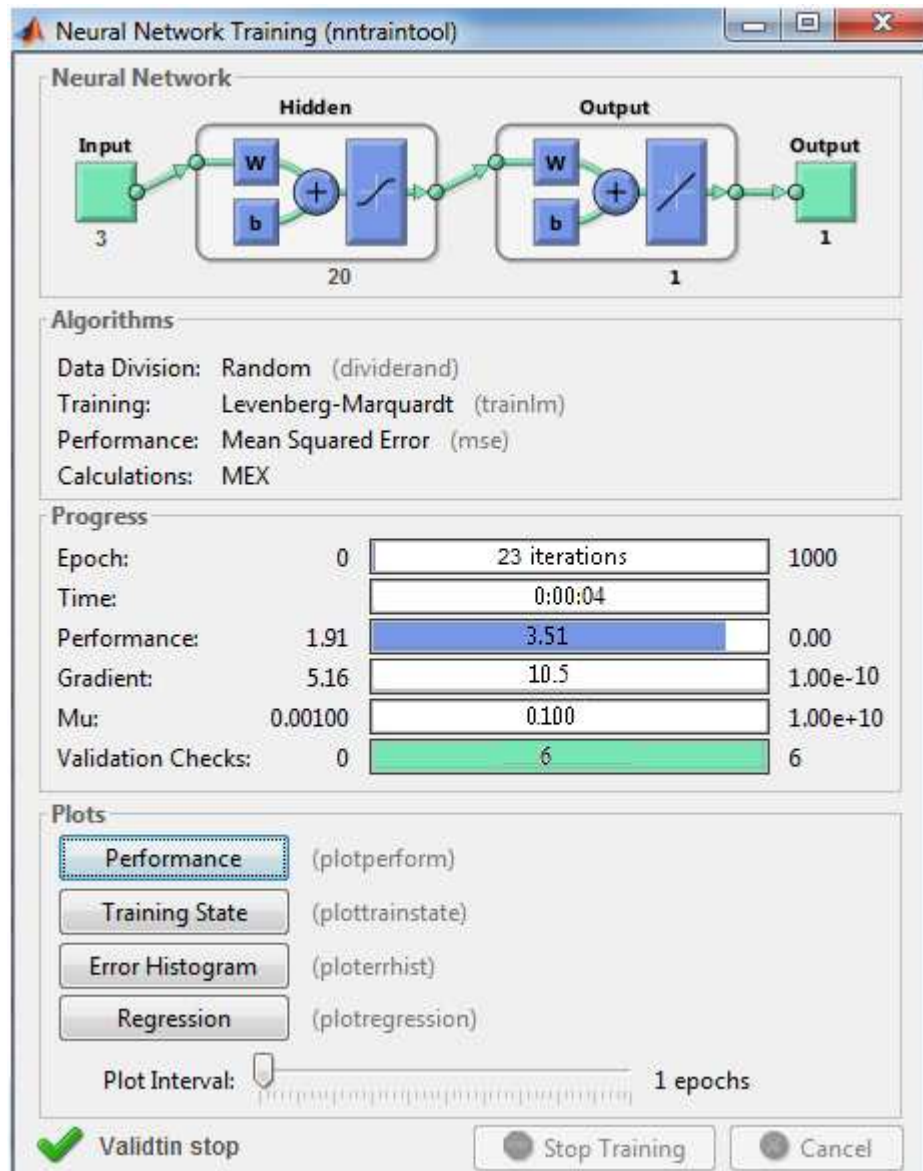 Neural Network Training (nntraintool)
Neural Network
Hidden Output
Input Output
W W
b b
3 20 1 1
Algorithms
Data Division: Random (dividerand)
Training: Levenberg-Marquardt (trainlm)
Performance: Mean Squared Error (mse)
Calculations: MEX
Progress
Epoch: 0 23 iterations 1000
Time: 0:00:04
Performance: 1.91 3.51 0.00
Gradient: 5.16 10.5 1.00e-10
Mu: 0.00100 0.100 1.00e+10
Validation Checks: 0 6 6
Plots
Performance (plotperform)
Training State (plottrainstate)
Error Histogram (ploterrhist)
Regression (plotregression)
Plot Interval: 1 epochs
Validtin stop Stop Training Cancel